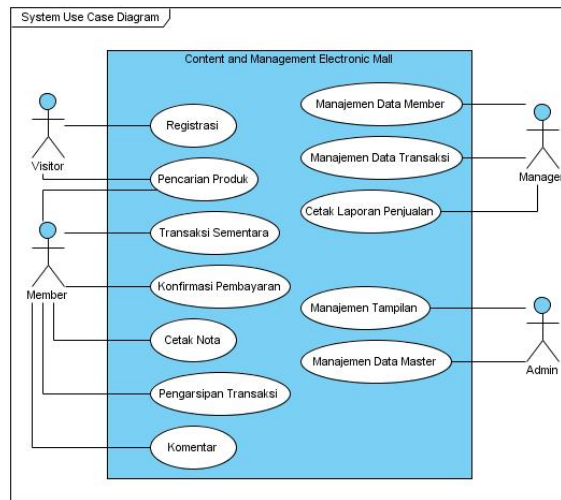 System Use Case Diagram
Content and Management Electronic Mall
Visitor
Member
Registrasi
Pencarian Produk
Transaksi Sementara
Konfirmasi Pembayaran
Cetak Nota
Pengarsipan Transaksi
Komentar
Manajemen Data Member
Manajemen Data Transaksi
Cetak Laporan Penjualan
Manajemen Tampilan
Manajemen Data Master
Manager
Admin